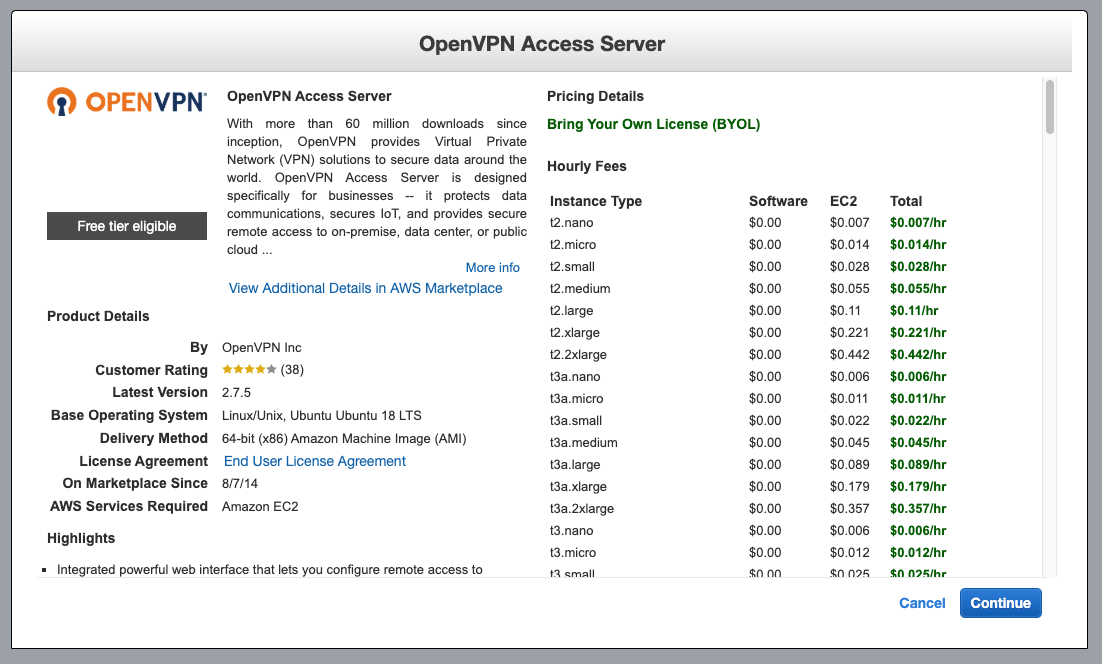 OpenVPN Access Server
OPENVPN
Free tier eligible
OpenVPN Access Server
With more than 60 million downloads since
inception, OpenVPN provides Virtual Private
Network (VPN) solutions to secure data around the
world. OpenVPN Access Server is designed
specifically for businesses -- it protects data
communications, secures IoT, and provides secure
remote access to on-premise, data center, or public
cloud ...
More info
View Additional Details in AWS Marketplace
Product Details
By OpenVPN Inc
Customer Rating (38)
Latest Version 2.7.5
Base Operating System Linux/Unix, Ubuntu Ubuntu 18 LTS
Delivery Method 64-bit (x86) Amazon Machine Image (AMI)
License Agreement End User License Agreement
On Marketplace Since 8/7/14
AWS Services Required Amazon EC2
Highlights
▪ Integrated powerful web interface that lets you configure remote access to
Pricing Details
Bring Your Own License (BYOL)
Hourly Fees
Instance Type Software EC2 Total
t2.nano $0.00 $0.007 $0.007/hr
t2.micro $0.00 $0.014 $0.014/hr
t2.small $0.00 $0.028 $0.028/hr
t2.medium $0.00 $0.055 $0.055/hr
t2.large $0.00 $0.11 $0.11/hr
t2.xlarge $0.00 $0.221 $0.221/hr
t2.2xlarge $0.00 $0.442 $0.442/hr
t3a.nano $0.00 $0.006 $0.006/hr
t3a.micro $0.00 $0.011 $0.011/hr
t3a.small $0.00 $0.022 $0.022/hr
t3a.medium $0.00 $0.045 $0.045/hr
t3a.large $0.00 $0.089 $0.089/hr
t3a.xlarge $0.00 $0.179 $0.179/hr
t3a.2xlarge $0.00 $0.357 $0.357/hr
t3.nano $0.00 $0.006 $0.006/hr
t3.micro $0.00 $0.012 $0.012/hr
t3.small $0.00 $0.025 $0.025/hr
Cancel Continue